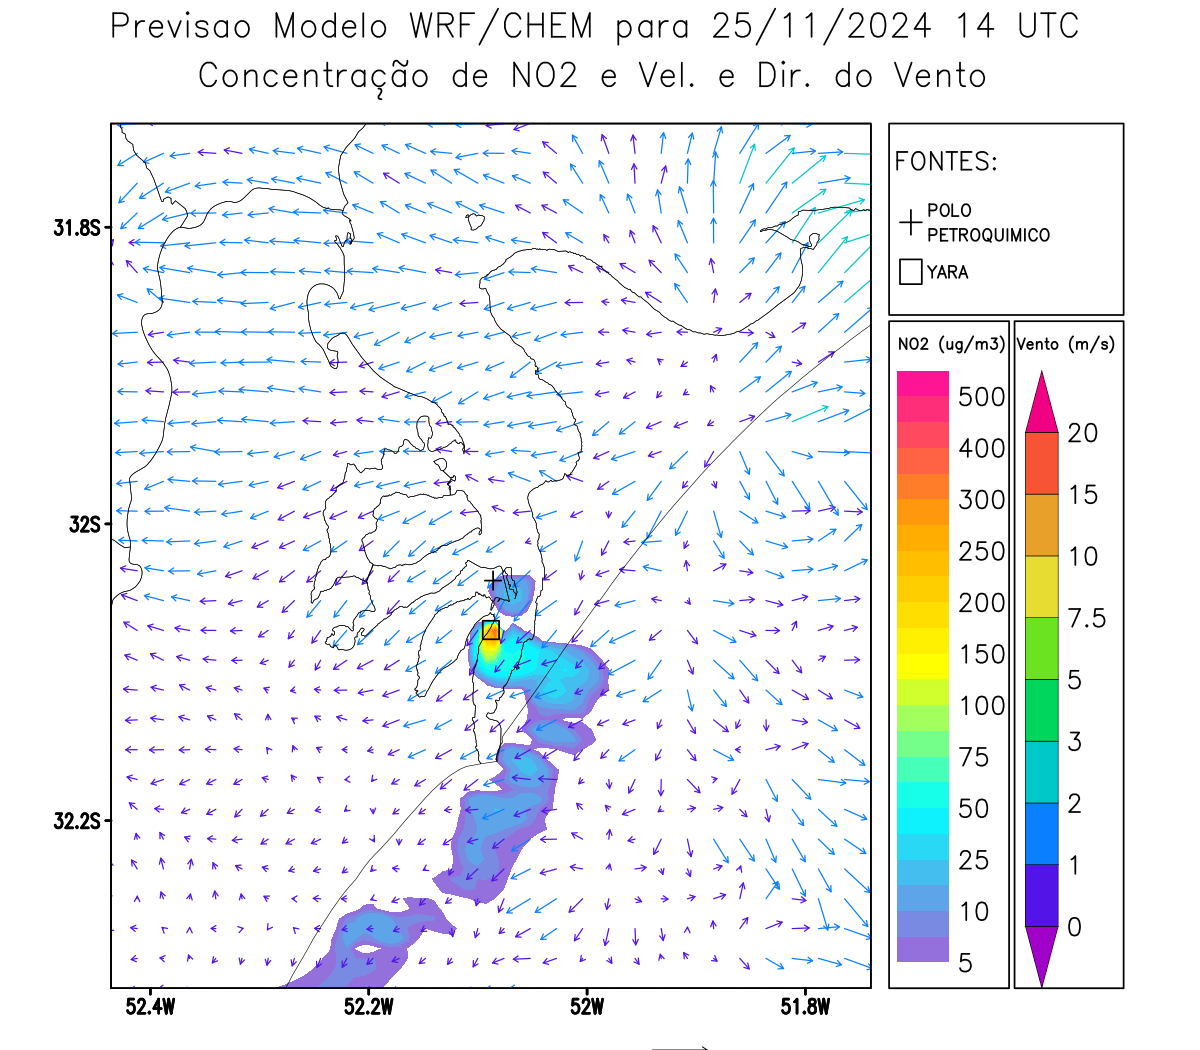 Previsao Modelo WRF/CHEM para 25/11/2024 14 UTC
Concentração de NO2 e Vel. e Dir. do Vento
FONTES:
POLO
PETROQUIMICO
YARA
NO2 (ug/m3)
500
400
300
250
200
150
100
75
50
25
10
5
Vento (m/s)
20
15
10
7.5
5
3
2
1
0
31.8S
32S
32.2S
52.4W
52.2W
52W
51.8W